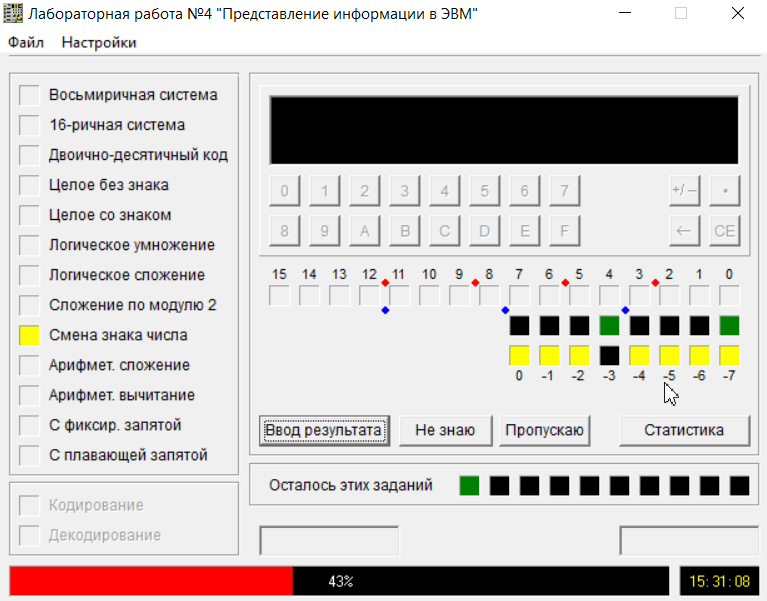 Лабораторная работа №4 "Представление информации в ЭВМ"
Файл Настройки
Восьмиричная система
16-ричная система
Двоично-десятичный код
Целое без знака
Целое со знаком
Логическое умножение
Логическое сложение
Сложение по модулю 2
Смена знака числа
Арифмет. сложение
Арифмет. вычитание
С фиксир. запятой
С плавающей запятой
Кодирование
Декодирование
0 1 2 3 4 5 6 7 +/− •
8 9 A B C D E F ← CE
15 14 13 12 11 10 9 8 7 6 5 4 3 2 1 0
0 -1 -2 -3 -4 -5 -6 -7
Ввод результата Не знаю Пропускаю Статистика
Осталось этих заданий
43% 15:31:08